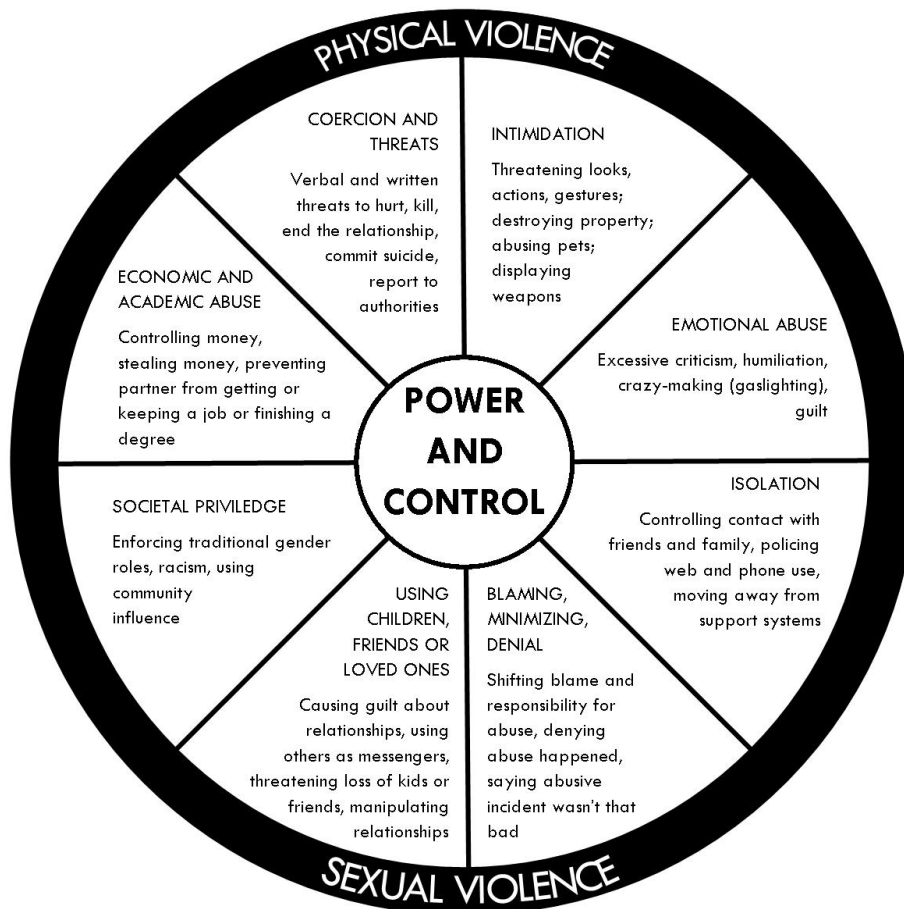 PHYSICAL VIOLENCE
COERCION AND
THREATS
Verbal and written
threats to hurt, kill,
end the relationship,
commit suicide,
report to
authorities
INTIMIDATION
Threatening looks,
actions, gestures;
destroying property;
abusing pets;
displaying
weapons
ECONOMIC AND
ACADEMIC ABUSE
Controlling money,
stealing money, preventing
partner from getting or
keeping a job or finishing a
degree
EMOTIONAL ABUSE
Excessive criticism, humiliation,
crazy-making (gaslighting),
guilt
POWER
AND
CONTROL
SOCIETAL PRIVILEDGE
Enforcing traditional gender
roles, racism, using
community
influence
ISOLATION
Controlling contact with
friends and family, policing
web and phone use,
moving away from
support systems
USING
CHILDREN,
FRIENDS OR
LOVED ONES
Causing guilt about
relationships, using
others as messengers,
threatening loss of kids or
friends, manipulating
relationships
BLAMING,
MINIMIZING,
DENIAL
Shifting blame and
responsibility for
abuse, denying
abuse happened,
saying abusive
incident wasn't that
bad
SEXUAL VIOLENCE